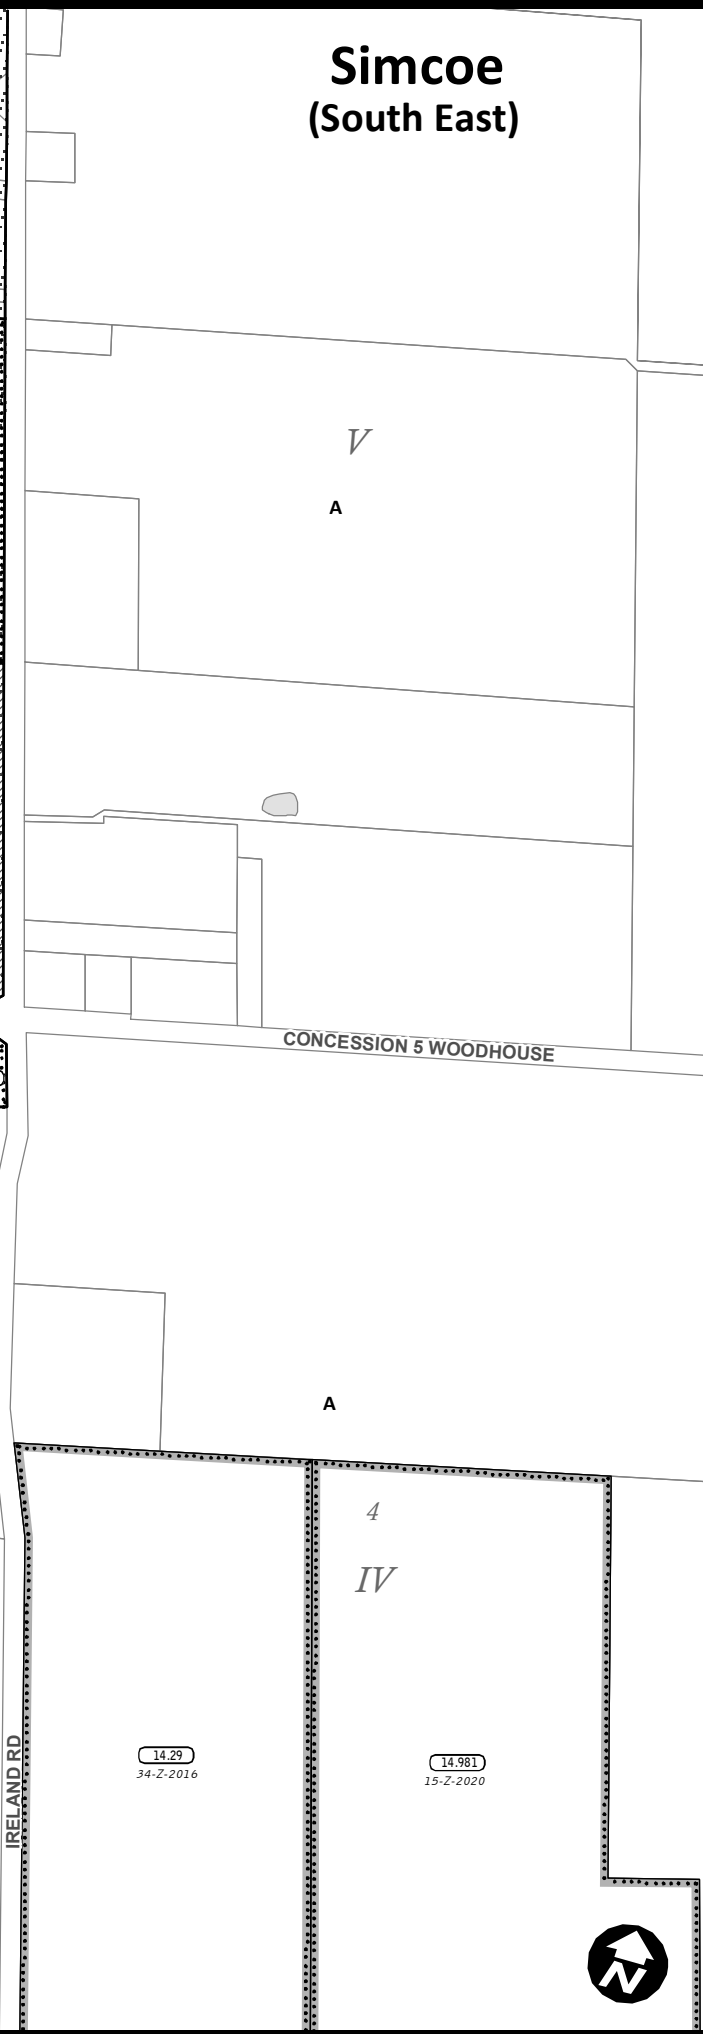 Simcoe
(South East)
V
A
CONCESSION 5 WOODHOUSE
A
4
IV
14.29
34-Z-2016
14.981
15-Z-2020
IRELAND RD
N